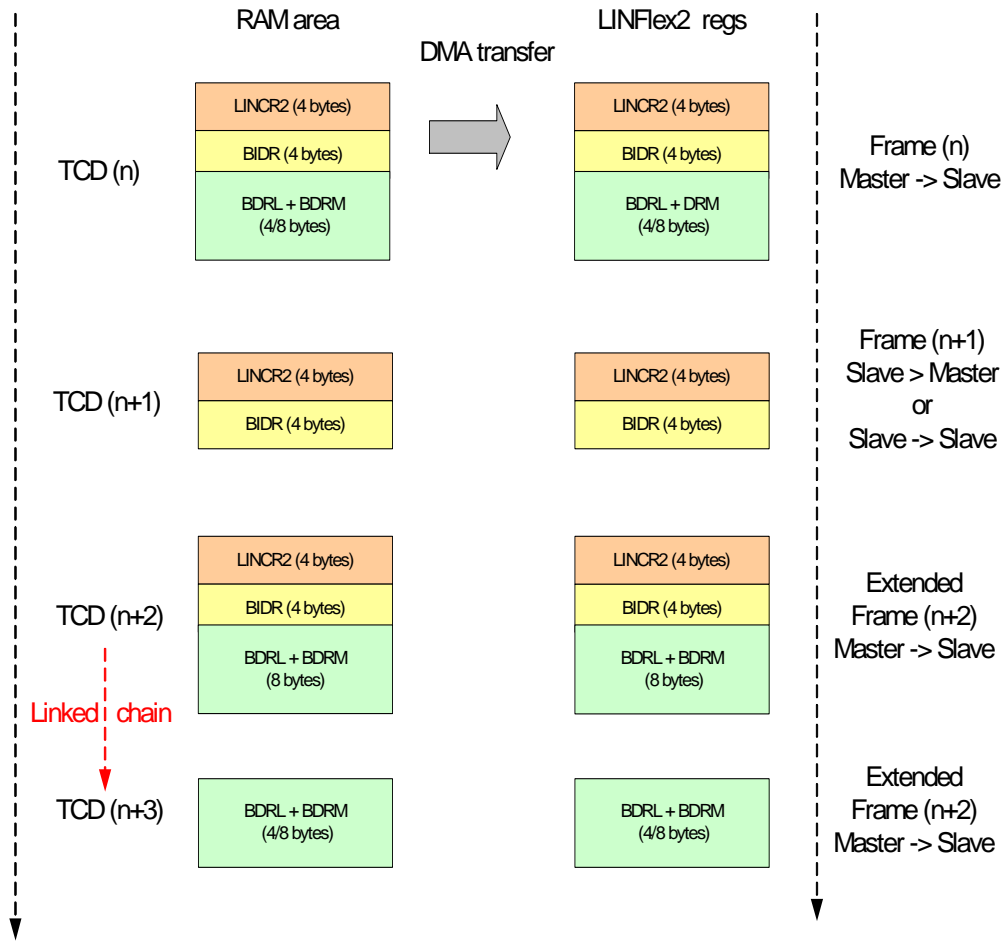 RAM area
LINFlex2 regs
DMA transfer
TCD (n)
LINCR2 (4 bytes)
BIDR (4 bytes)
BDRL + BDRM
(4/8 bytes)
LINCR2 (4 bytes)
BIDR (4 bytes)
BDRL + DRM
(4/8 bytes)
Frame (n)
Master -> Slave
TCD (n+1)
LINCR2 (4 bytes)
BIDR (4 bytes)
LINCR2 (4 bytes)
BIDR (4 bytes)
Frame (n+1)
Slave > Master
or
Slave -> Slave
TCD (n+2)
LINCR2 (4 bytes)
BIDR (4 bytes)
BDRL + BDRM
(8 bytes)
LINCR2 (4 bytes)
BIDR (4 bytes)
BDRL + BDRM
(8 bytes)
Extended
Frame (n+2)
Master -> Slave
Linked chain
TCD (n+3)
BDRL + BDRM
(4/8 bytes)
BDRL + BDRM
(4/8 bytes)
Extended
Frame (n+2)
Master -> Slave